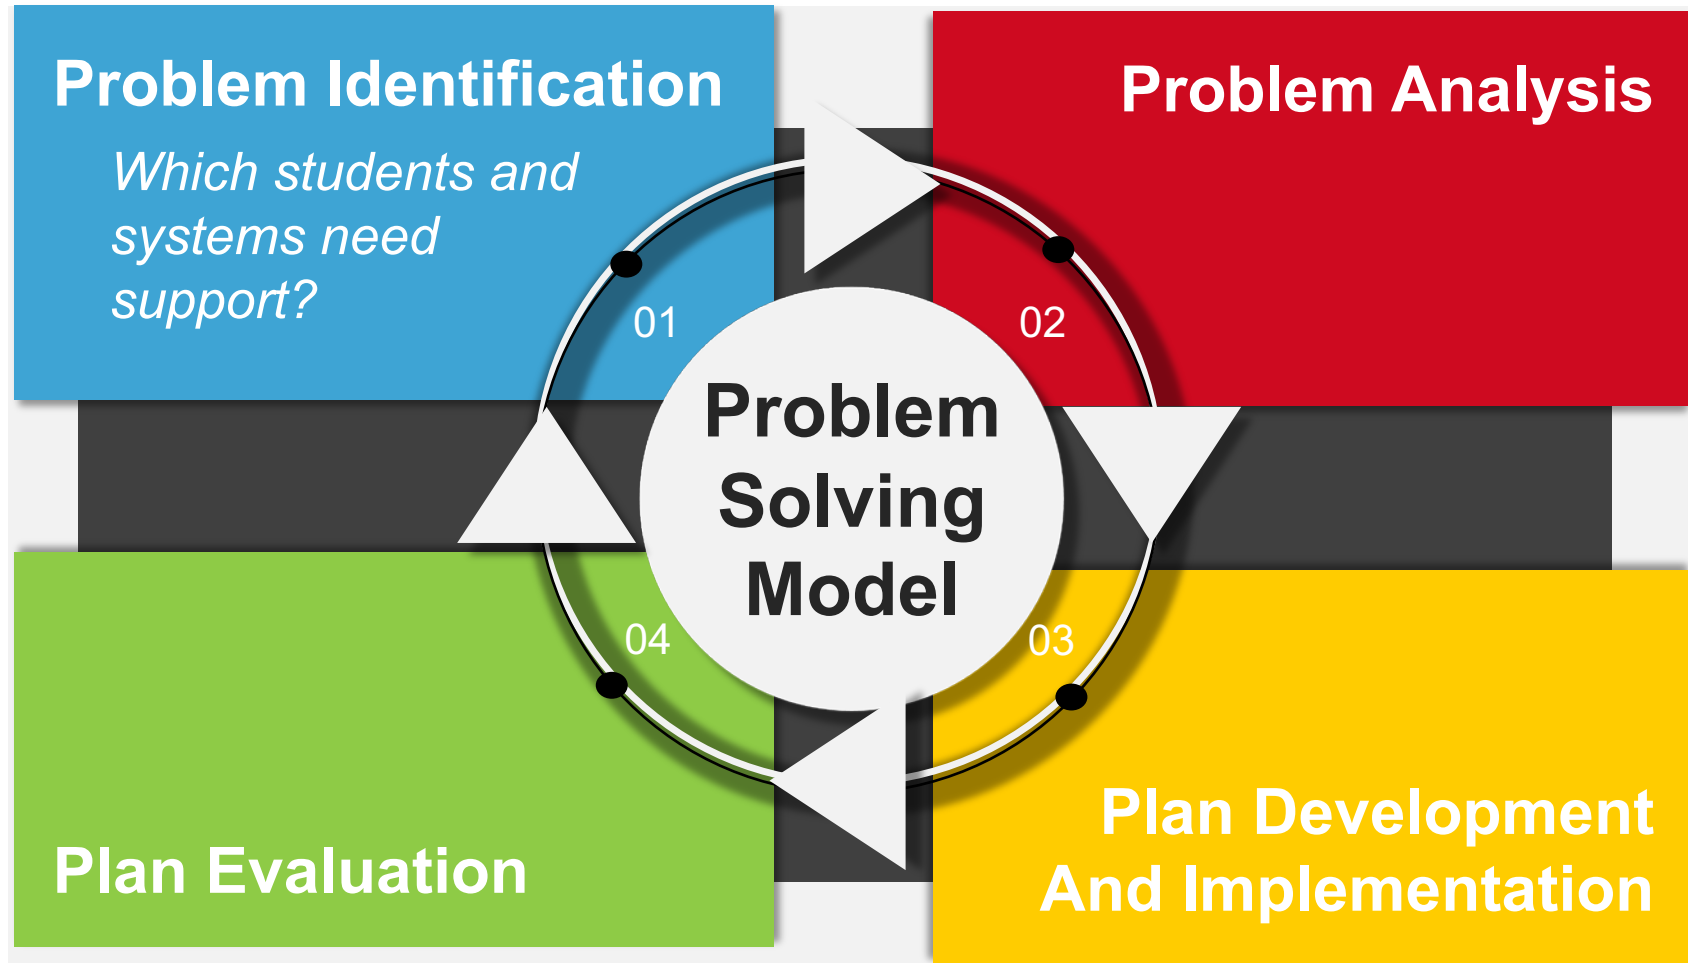 Problem Identification
Which students and
systems need
support?
01
Problem Analysis
02
Problem
Solving
Model
03
Plan Development
And Implementation
04
Plan Evaluation